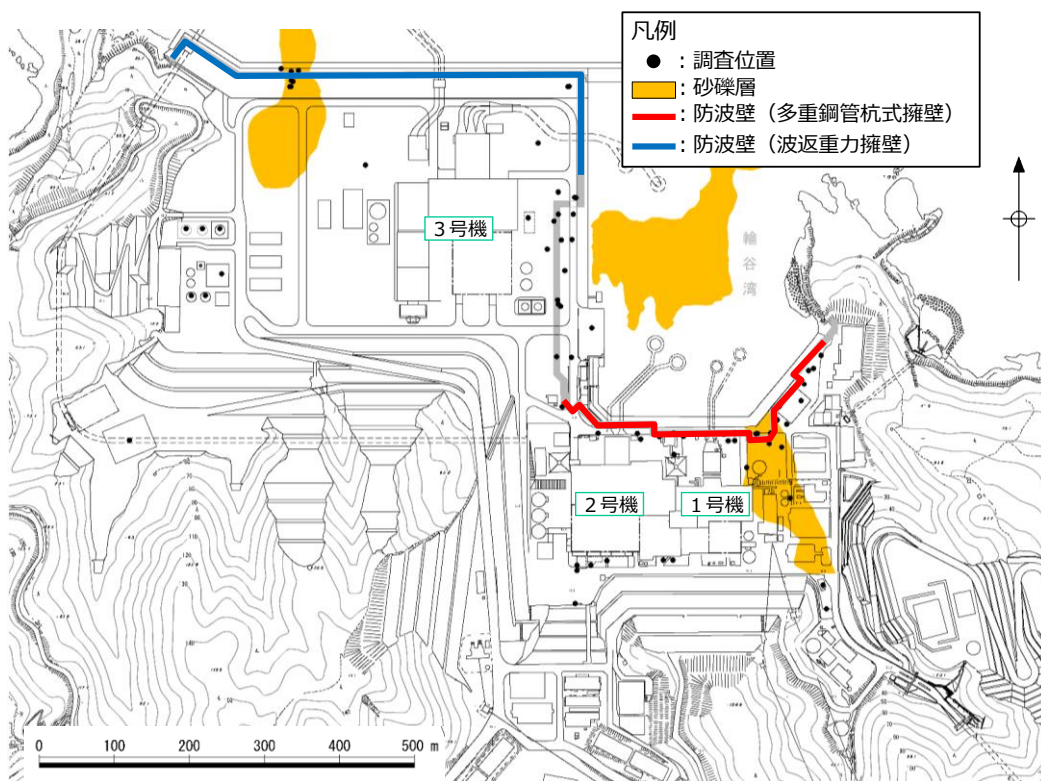 凡例
● : 調査位置
: 砂礫層
: 防波壁（多重鋼管杭式擁壁）
: 防波壁（波返重力擁壁）
3号機
輪谷湾
2号機
1号機
0 100 200 300 400 500 m